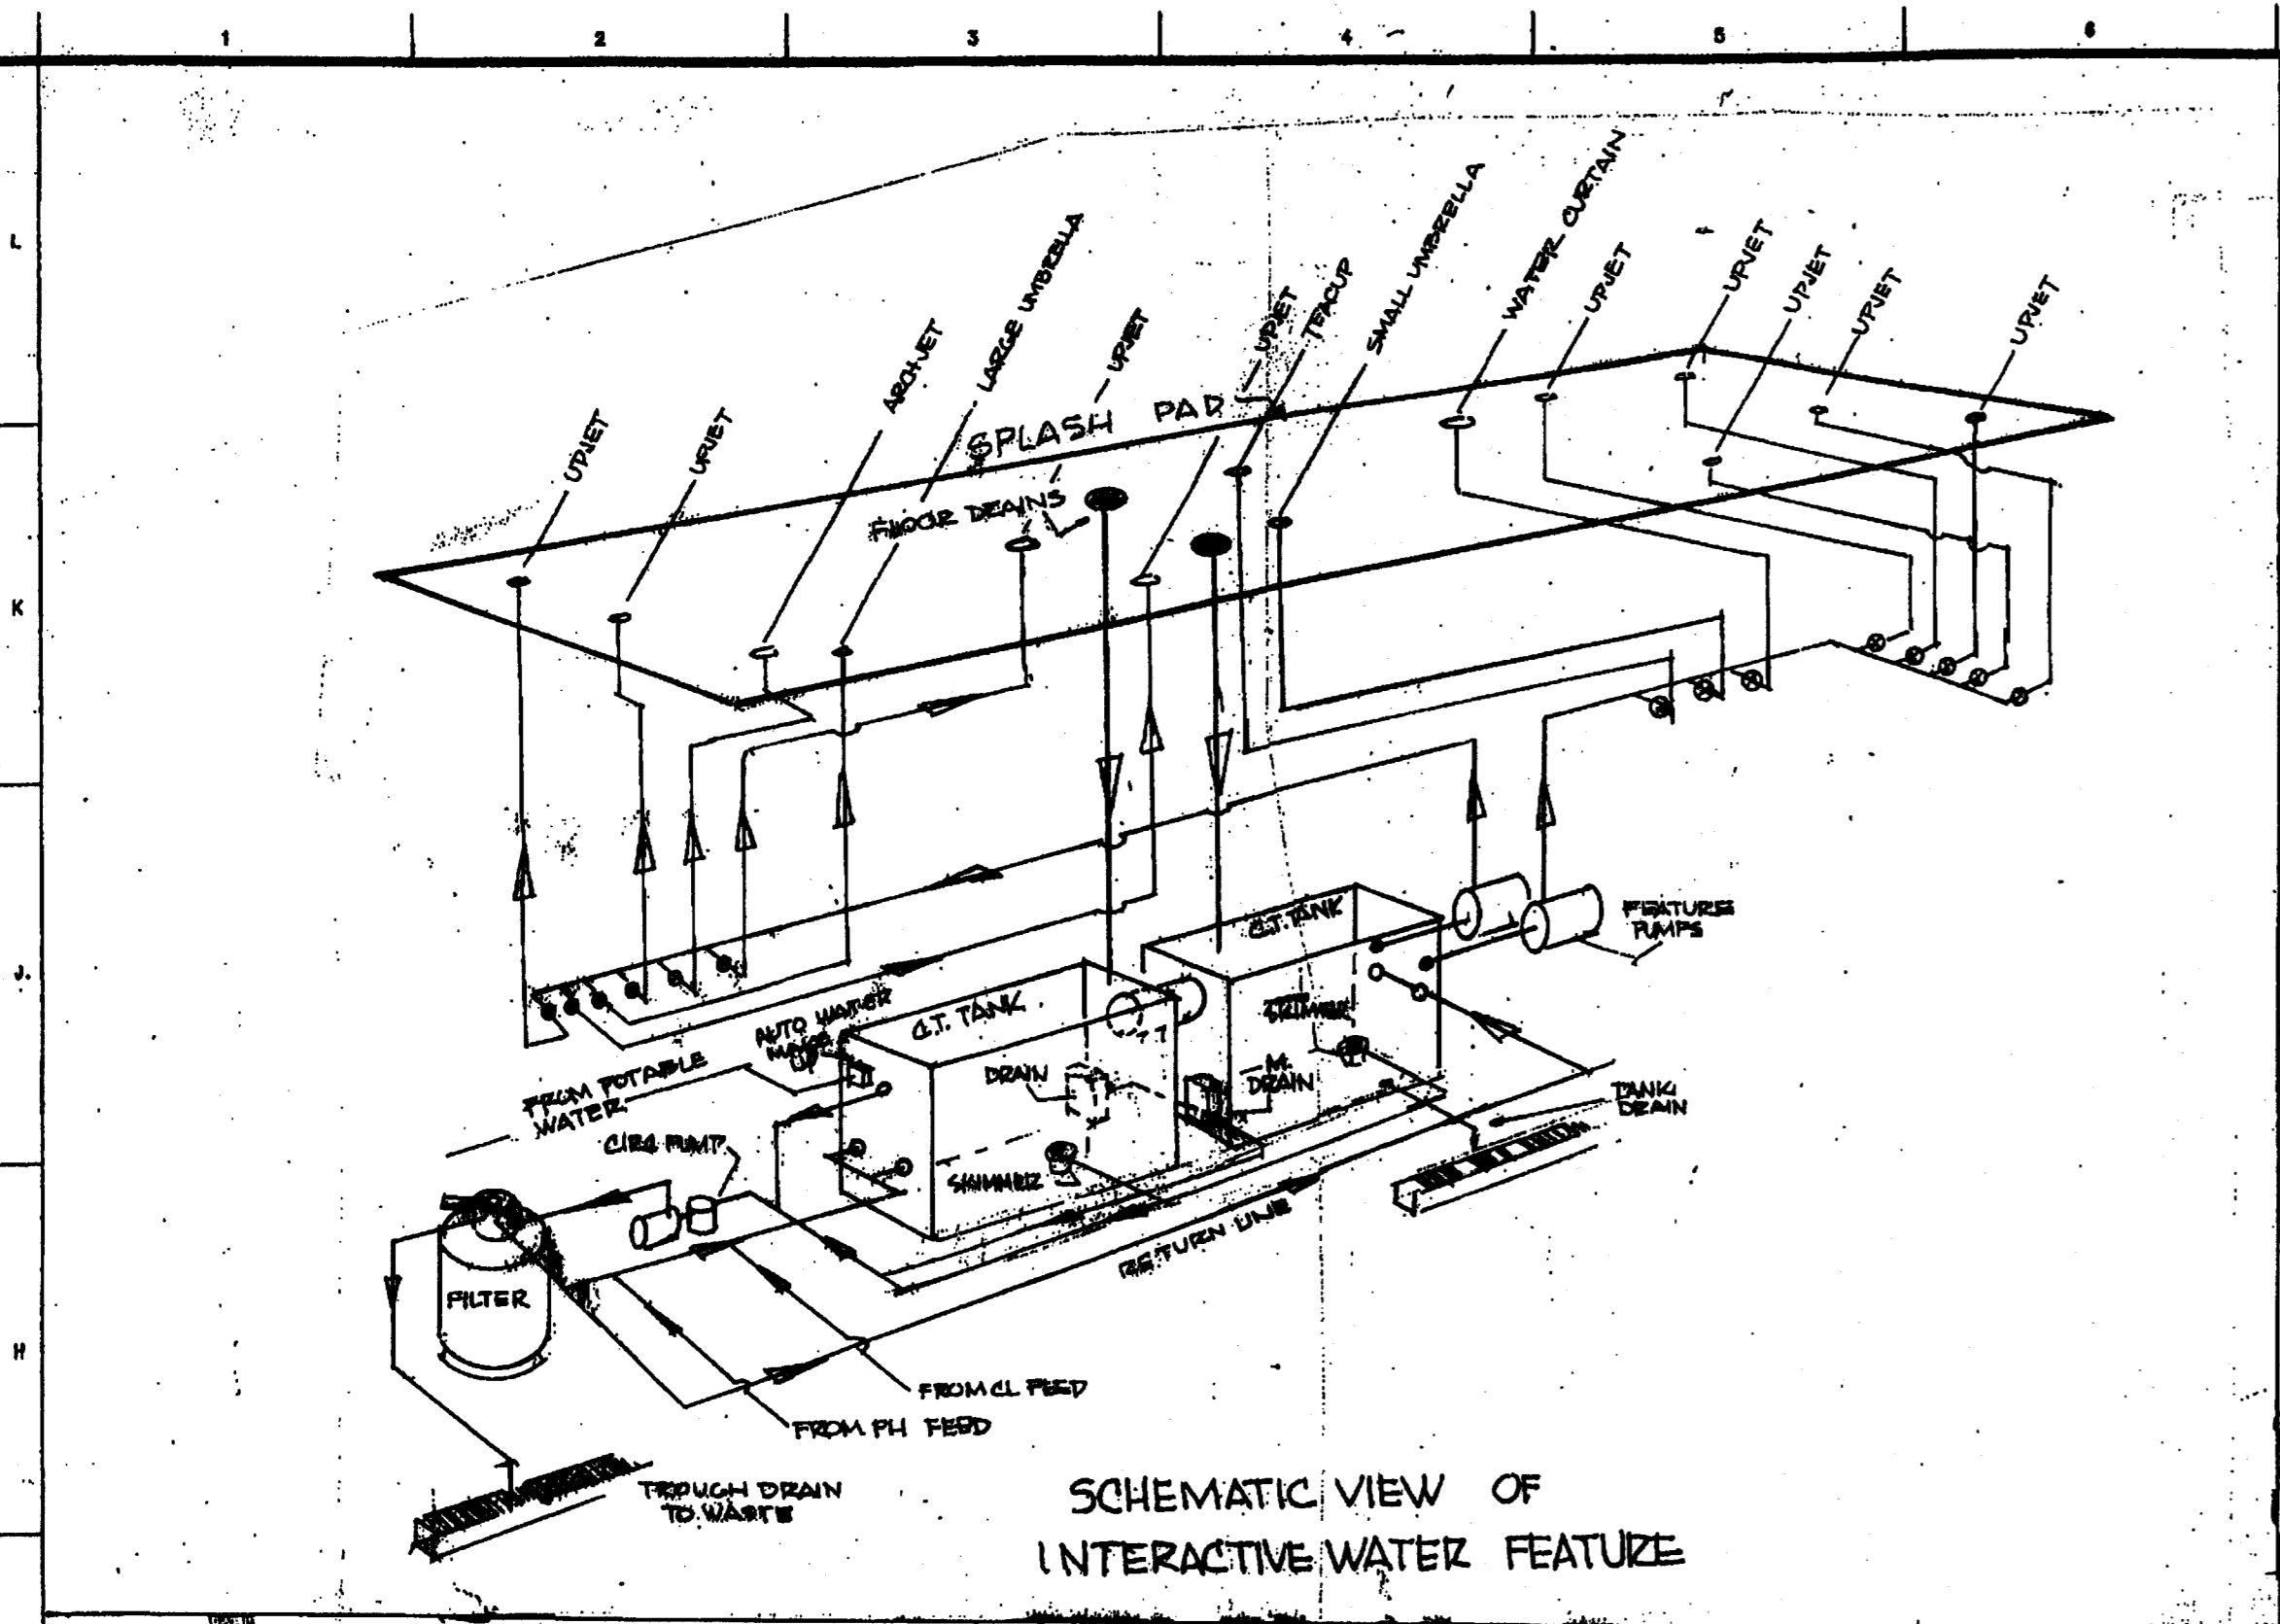 1
2
3
4
5
6
L
K
J.
H
WATER CURTAIN
SMALL UMBRELLA
LARGE UMBRELLA
UPJET
UPJET
UPJET
UPJET
UPJET
UPJET
TEACUP
UPJET
ARCHJET
UPJET
UPJET
SPLASH PAD
FLOOR DRAINS
FEATURE
PUMPS
C.T. TANK
C.T. TANK
AUTO WATER
FROM POTABLE
WATER
DRAIN
M.
DRAIN
SKIMMER
TANK
DRAIN
CIRC PUMP
SKIMMER
RETURN LINE
FILTER
FROM CL FEED
FROM PH FEED
TROUGH DRAIN
TO WASTE
SCHEMATIC VIEW OF
INTERACTIVE WATER FEATURE